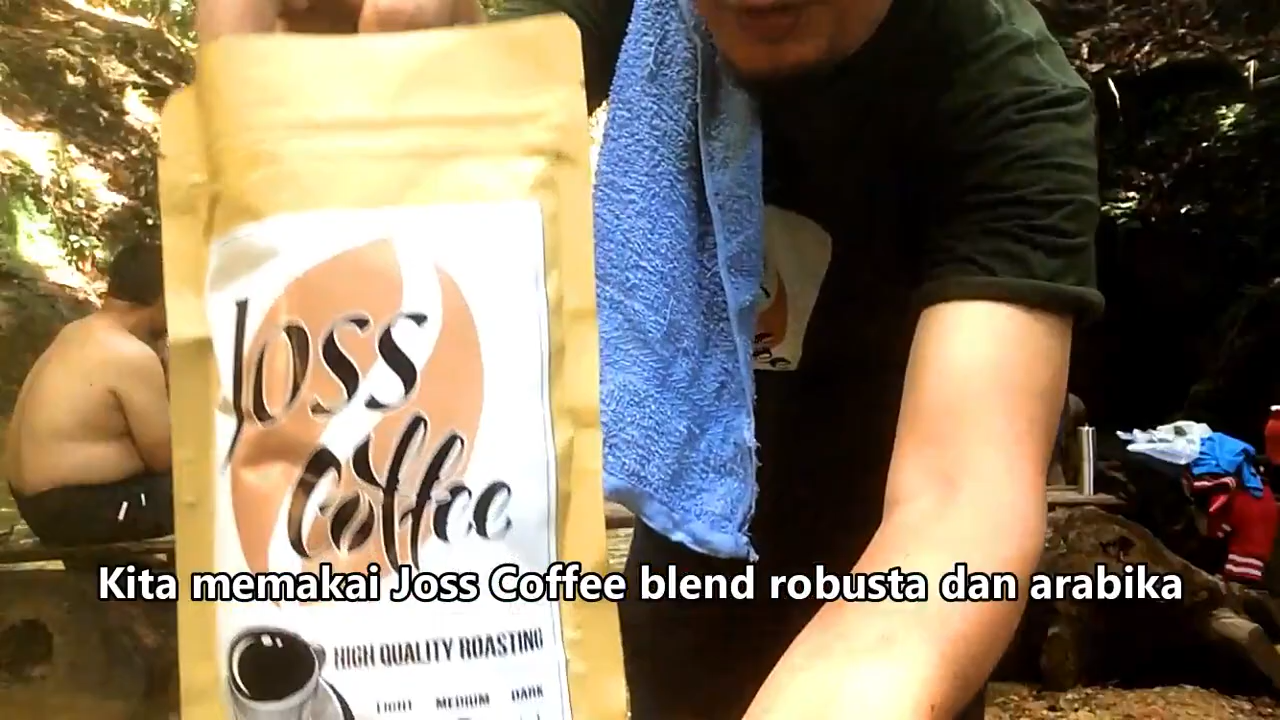 Joss
Coffee
Kita memakai Joss Coffee blend robusta dan arabika
HIGH QUALITY ROASTING
LIGHT MEDIUM DARK